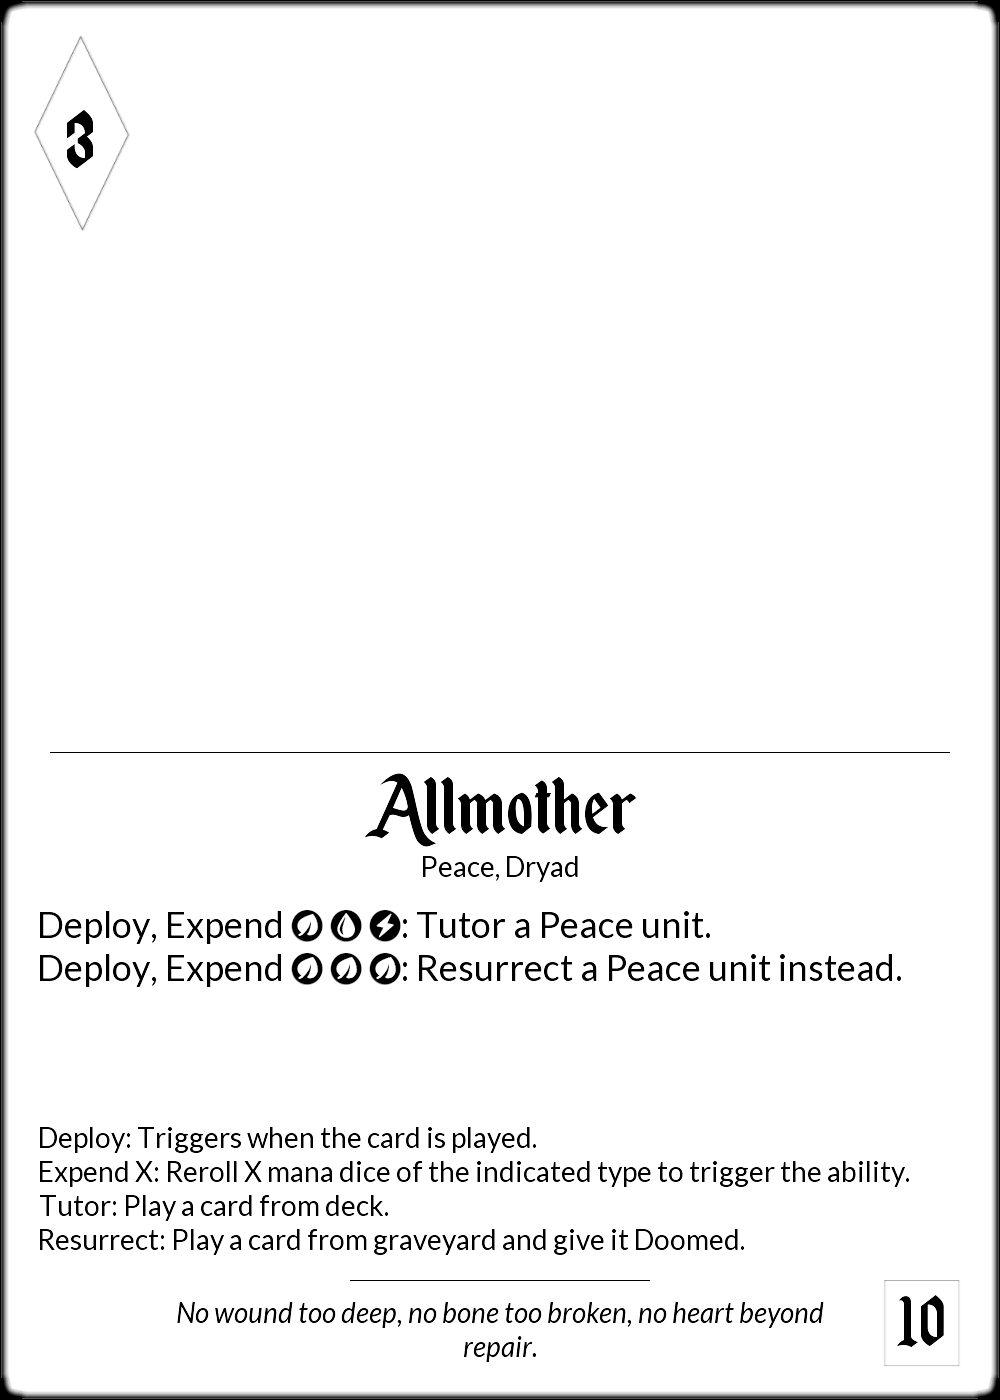 3
Allmother
Peace, Dryad
Deploy, Expend : Tutor a Peace unit.
Deploy, Expend : Resurrect a Peace unit instead.
Deploy: Triggers when the card is played.
Expend X: Reroll X mana dice of the indicated type to trigger the ability.
Tutor: Play a card from deck.
Resurrect: Play a card from graveyard and give it Doomed.
No wound too deep, no bone too broken, no heart beyond
repair.
10